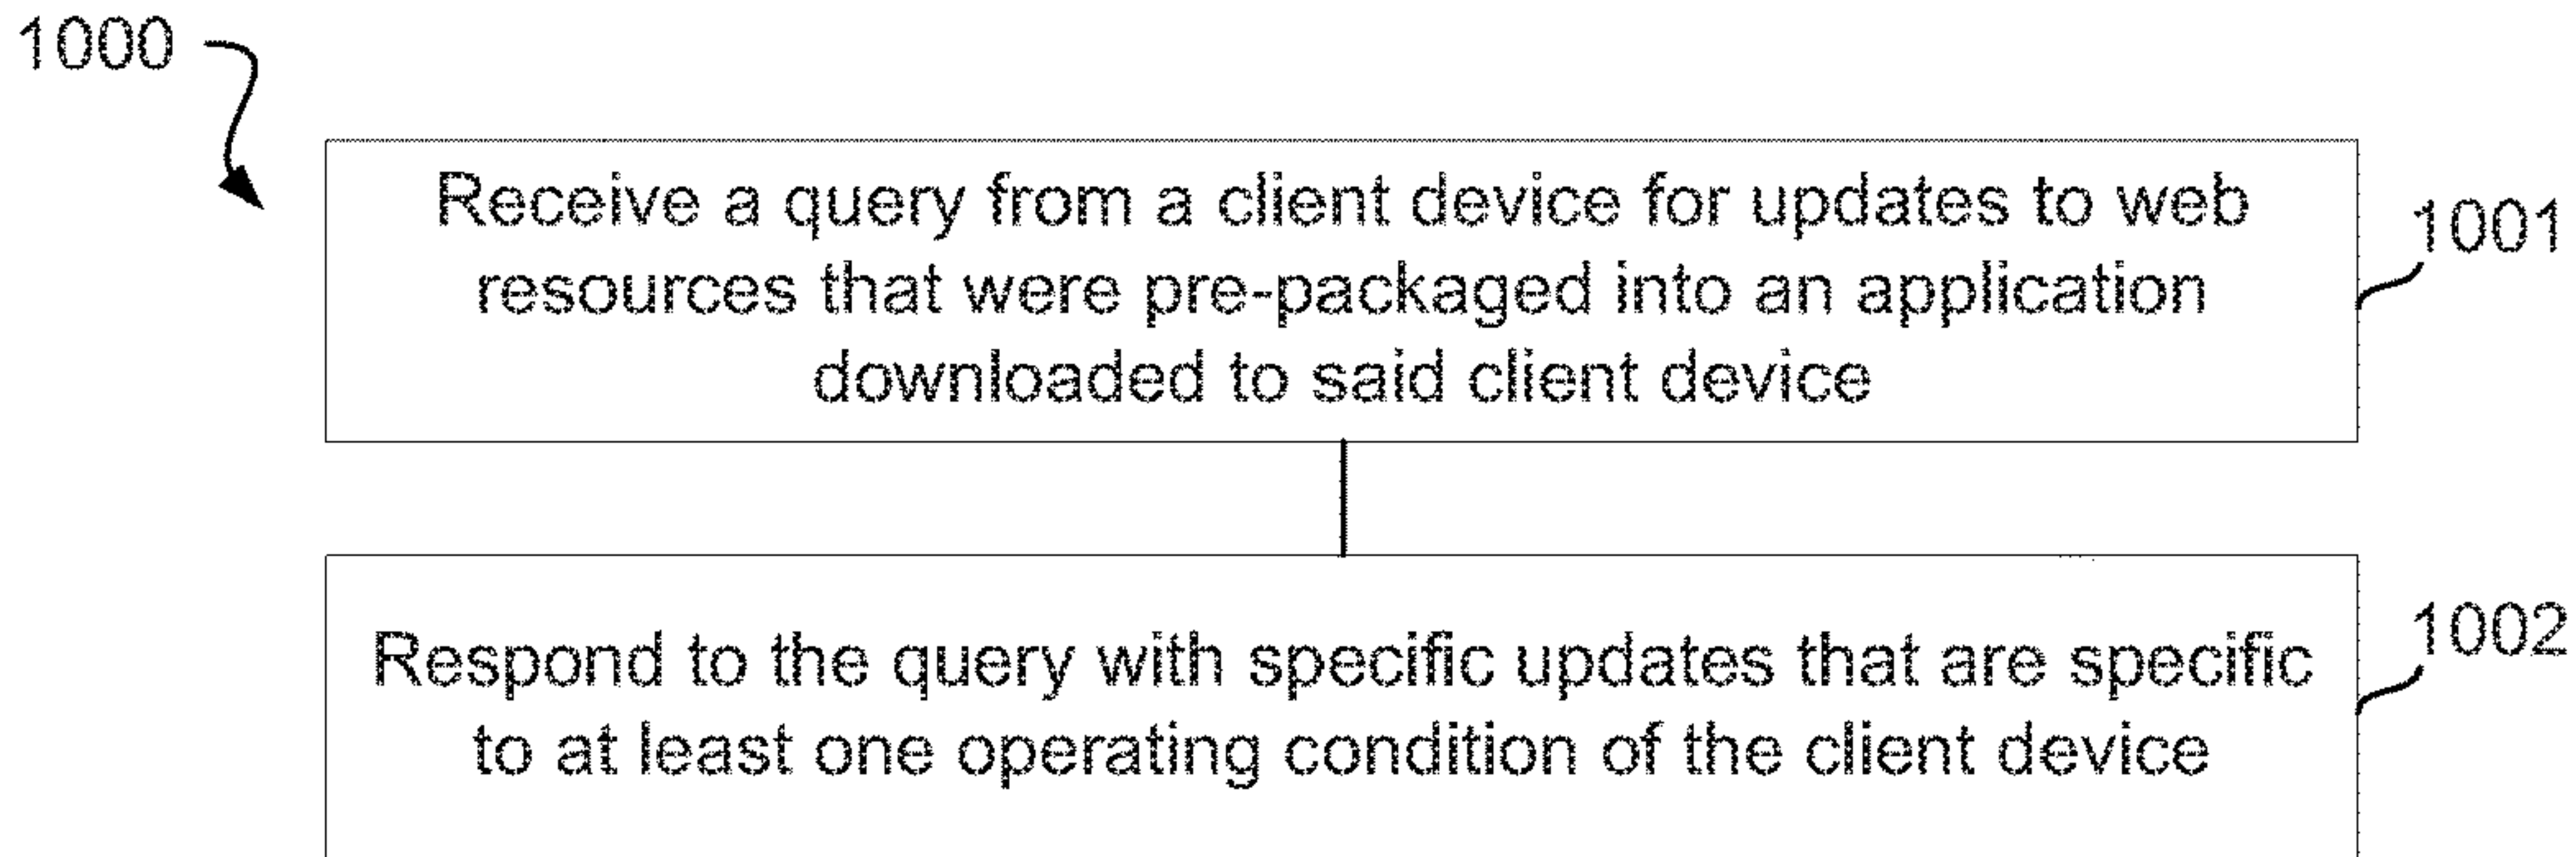 1000
Receive a query from a client device for updates to web
resources that were pre-packaged into an application
downloaded to said client device
1001
Respond to the query with specific updates that are specific
to at least one operating condition of the client device
1002